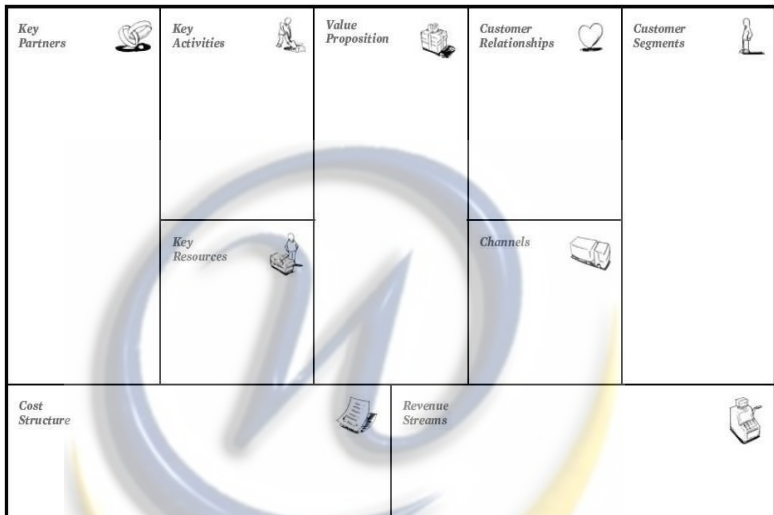 Key
Partners
Key
Activities
Value
Proposition
Customer
Relationships
Customer
Segments
Key
Resources
Channels
Cost
Structure
Revenue
Streams